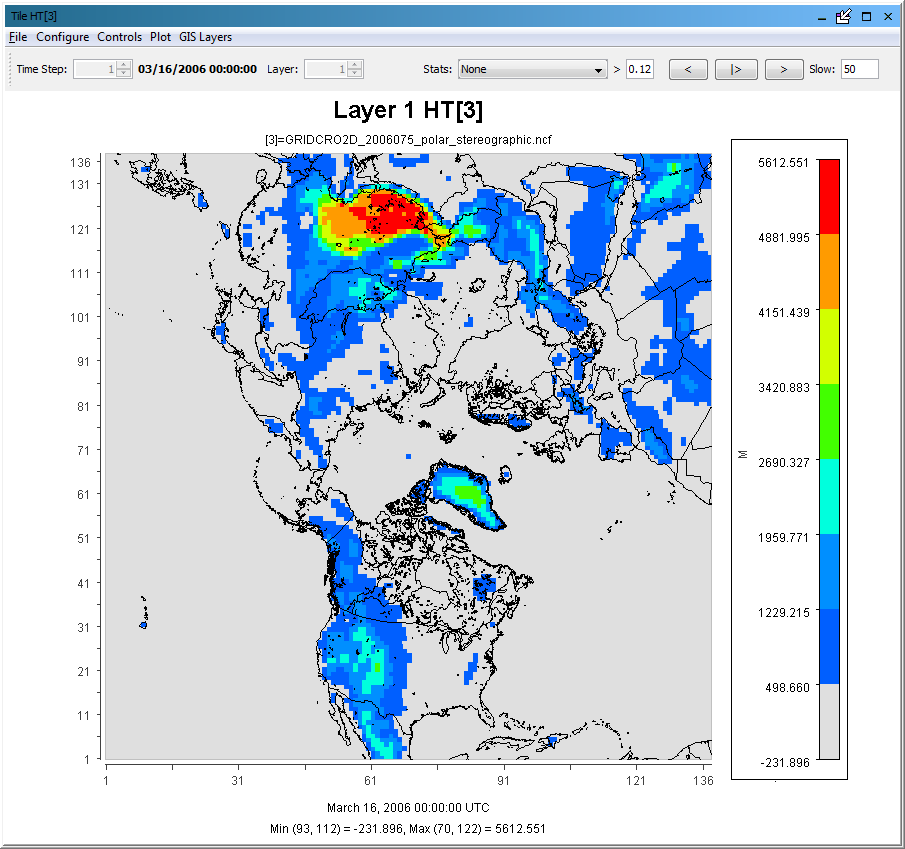 Tile HT[3]
File Configure Controls Plot GIS Layers
Time Step: 1 03/16/2006 00:00:00 Layer: 1 Stats: None > 0.12 < |> > Slow: 50
Layer 1 HT[3]
[3]=GRIDCRO2D_2006075_polar_stereographic.ncf
136
131
121
111
101
91
81
71
61
51
41
31
21
11
1
1 31 61 91 121 136
5612.551
4881.995
4151.439
3420.883
2690.327
1959.771
1229.215
498.660
-231.896
M
March 16, 2006 00:00:00 UTC
Min (93, 112) = -231.896, Max (70, 122) = 5612.551